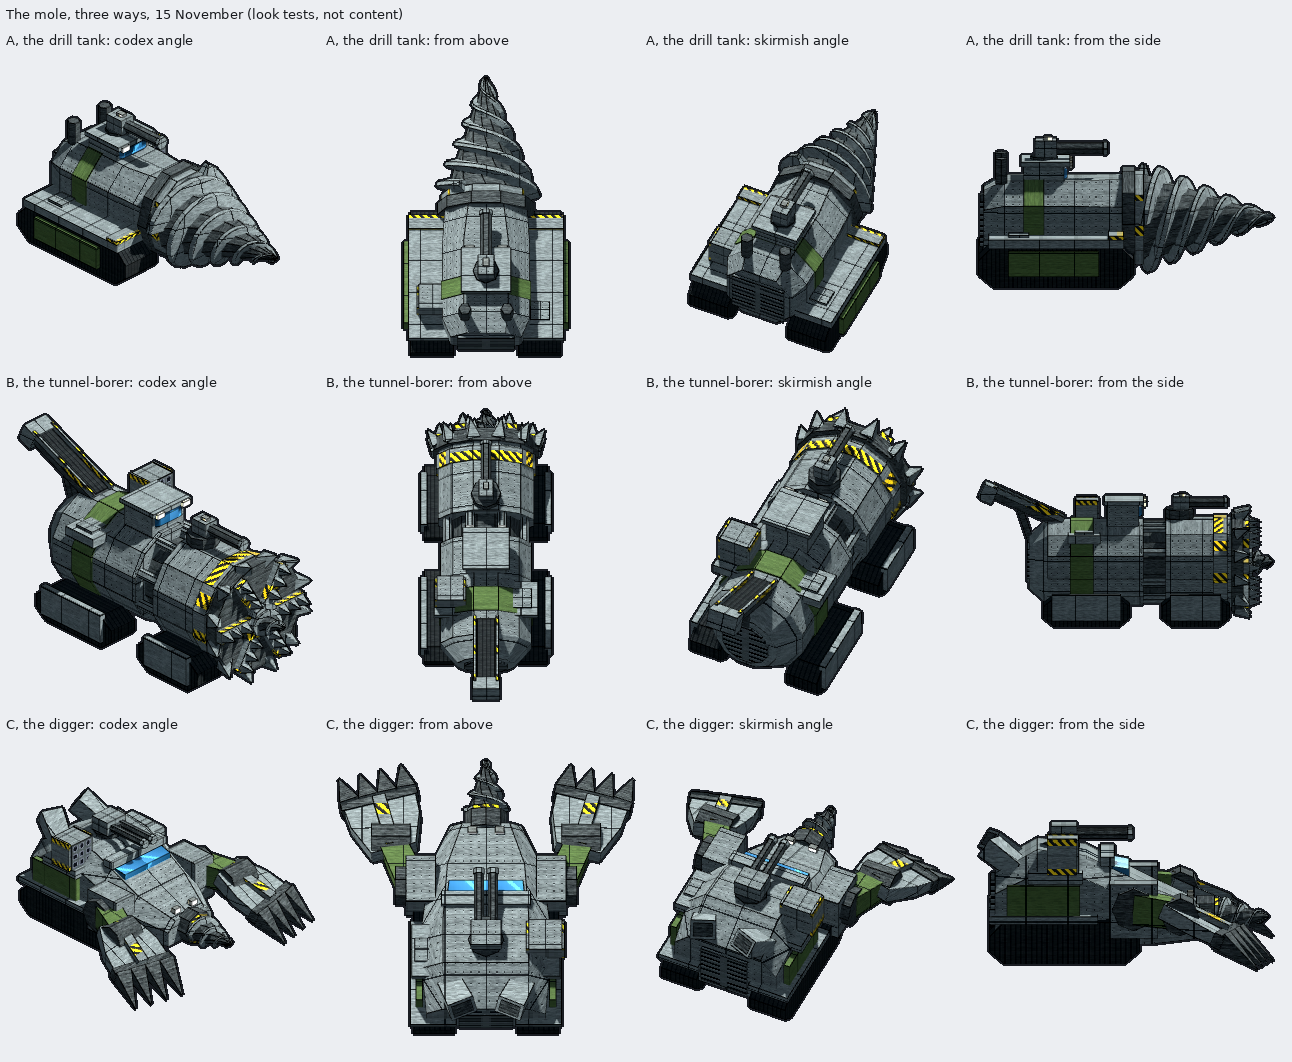 The mole, three ways, 15 November (look tests, not content)
A, the drill tank: codex angle
A, the drill tank: from above
A, the drill tank: skirmish angle
A, the drill tank: from the side
B, the tunnel-borer: codex angle
B, the tunnel-borer: from above
B, the tunnel-borer: skirmish angle
B, the tunnel-borer: from the side
C, the digger: codex angle
C, the digger: from above
C, the digger: skirmish angle
C, the digger: from the side